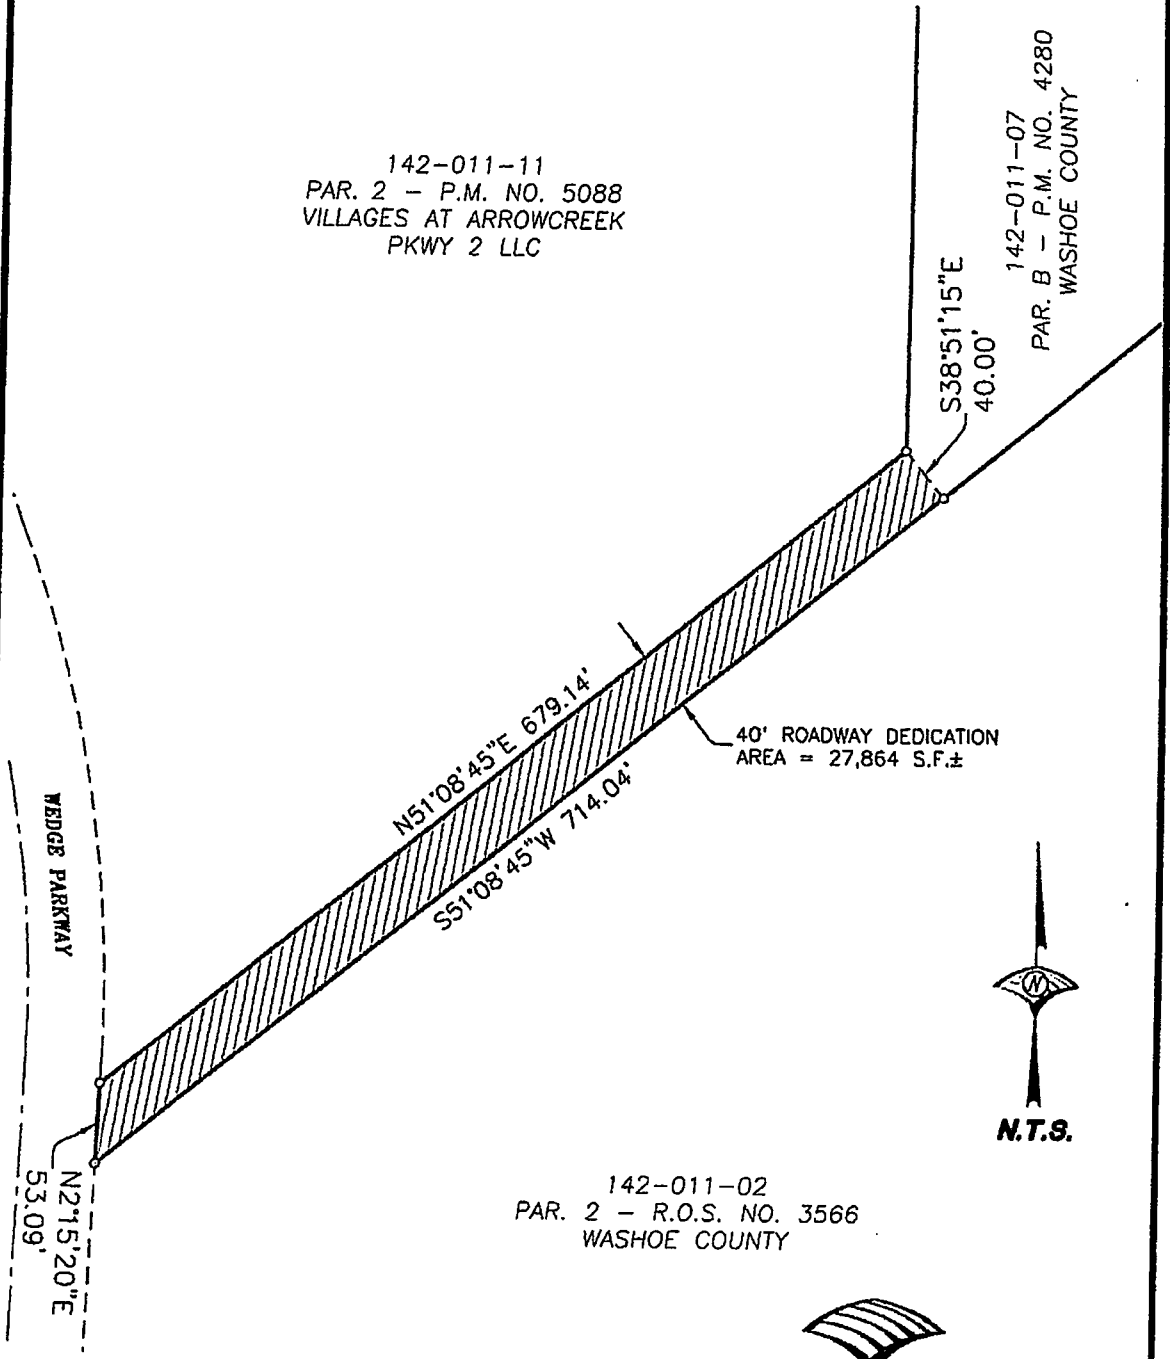 142-011-11
PAR. 2 - P.M. NO. 5088
VILLAGES AT ARROWCREEK
PKWY 2 LLC
142-011-07
PAR. B - P.M. NO. 4280
WASHOE COUNTY
S38°51'15"E
40.00'
N51°08'45"E 679.14'
S51°08'45"W 714.04'
40' ROADWAY DEDICATION
AREA = 27,864 S.F.±
WEDGE PARKWAY
N
N.T.S.
N2°15'20"E
53.09'
142-011-02
PAR. 2 - R.O.S. NO. 3566
WASHOE COUNTY